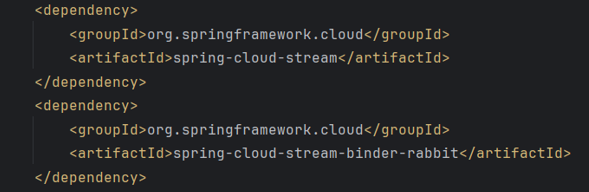 <dependency>
    <groupId>org.springframework.cloud</groupId>
    <artifactId>spring-cloud-stream</artifactId>
</dependency>
<dependency>
    <groupId>org.springframework.cloud</groupId>
    <artifactId>spring-cloud-stream-binder-rabbit</artifactId>
</dependency>